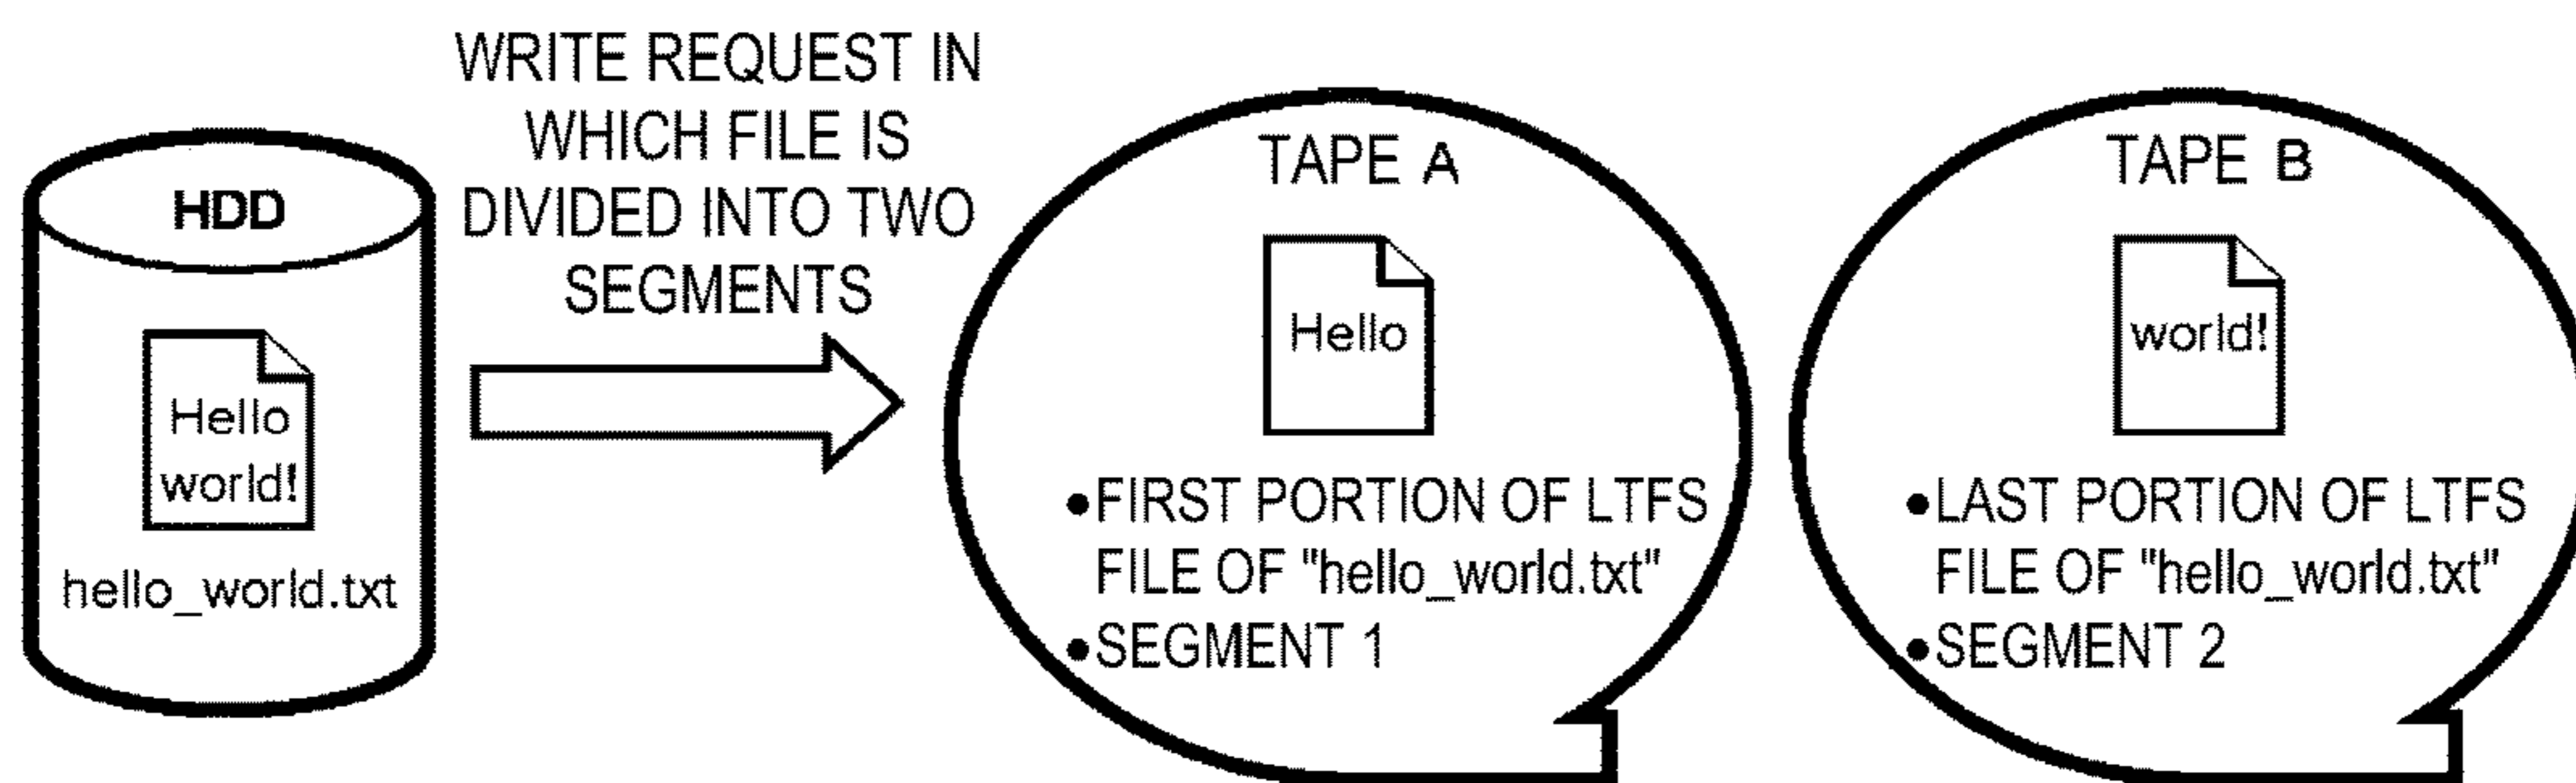 WRITE REQUEST IN
WHICH FILE IS
DIVIDED INTO TWO
SEGMENTS
HDD
Hello
world!
hello_world.txt
TAPE A
Hello
•FIRST PORTION OF LTFS
FILE OF "hello_world.txt"
•SEGMENT 1
TAPE B
world!
•LAST PORTION OF LTFS
FILE OF "hello_world.txt"
•SEGMENT 2